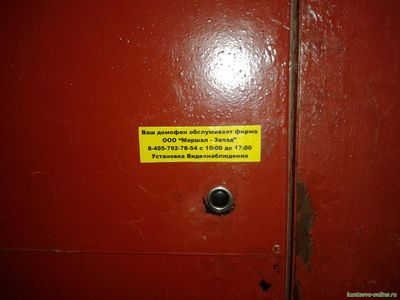 Ваш домофон обслуживает фирма
ООО "Маршал - Запад"
8-495-792-78-54 с 10:00 до 17:00
Установка Видеонаблюдения
kuntsevo-online.ru